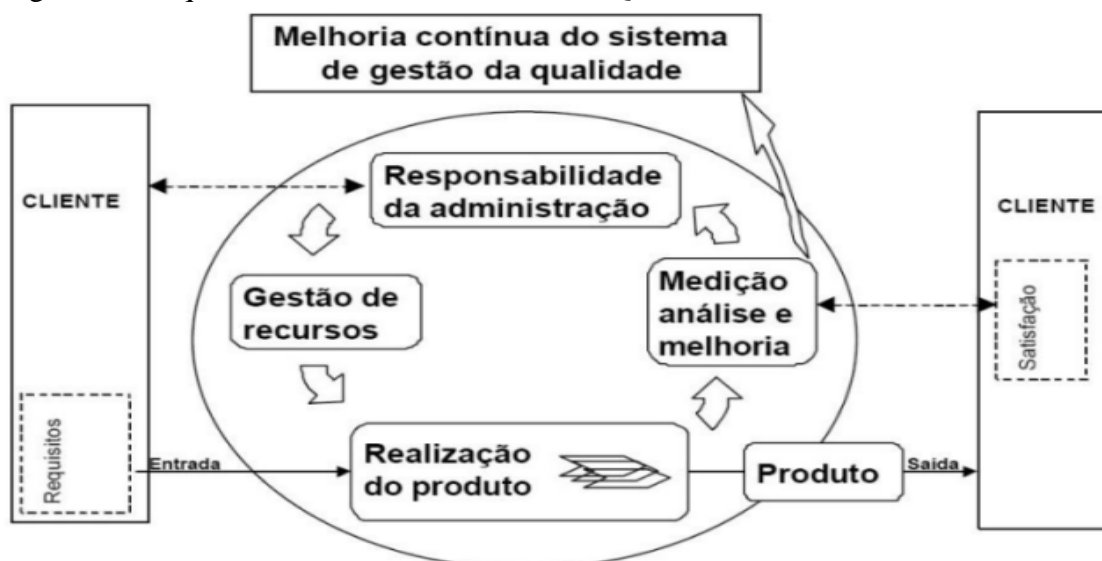 Melhoria contínua do sistema
de gestão da qualidade
CLIENTE
Responsabilidade
da administração
CLIENTE
Gestão de
recursos
Medição
análise e
melhoria
Satisfação
Requisitos
Entrada
Realização
do produto
Produto
Saida